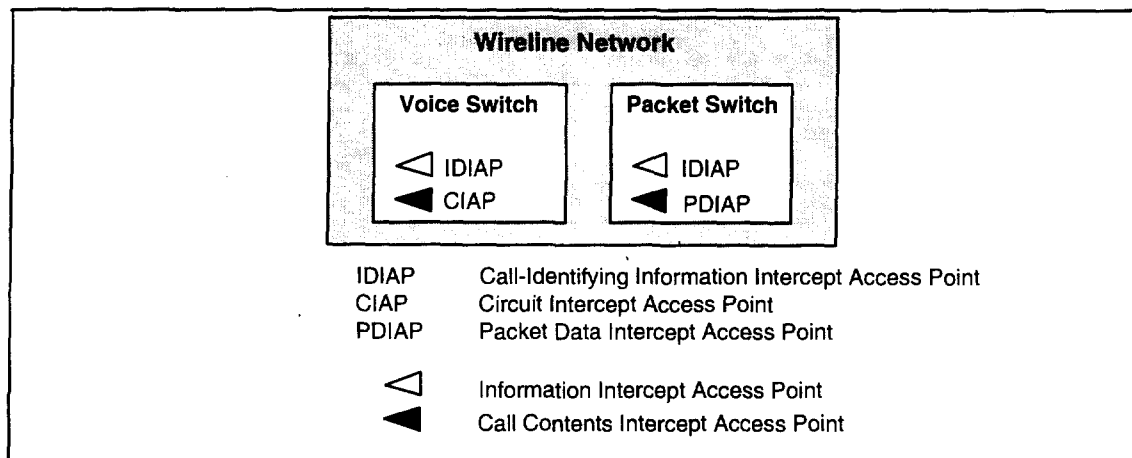 Wireline Network
Voice Switch
IDIAP
CIAP
Packet Switch
IDIAP
PDIAP
IDIAP Call-Identifying Information Intercept Access Point
CIAP Circuit Intercept Access Point
PDIAP Packet Data Intercept Access Point
Information Intercept Access Point
Call Contents Intercept Access Point